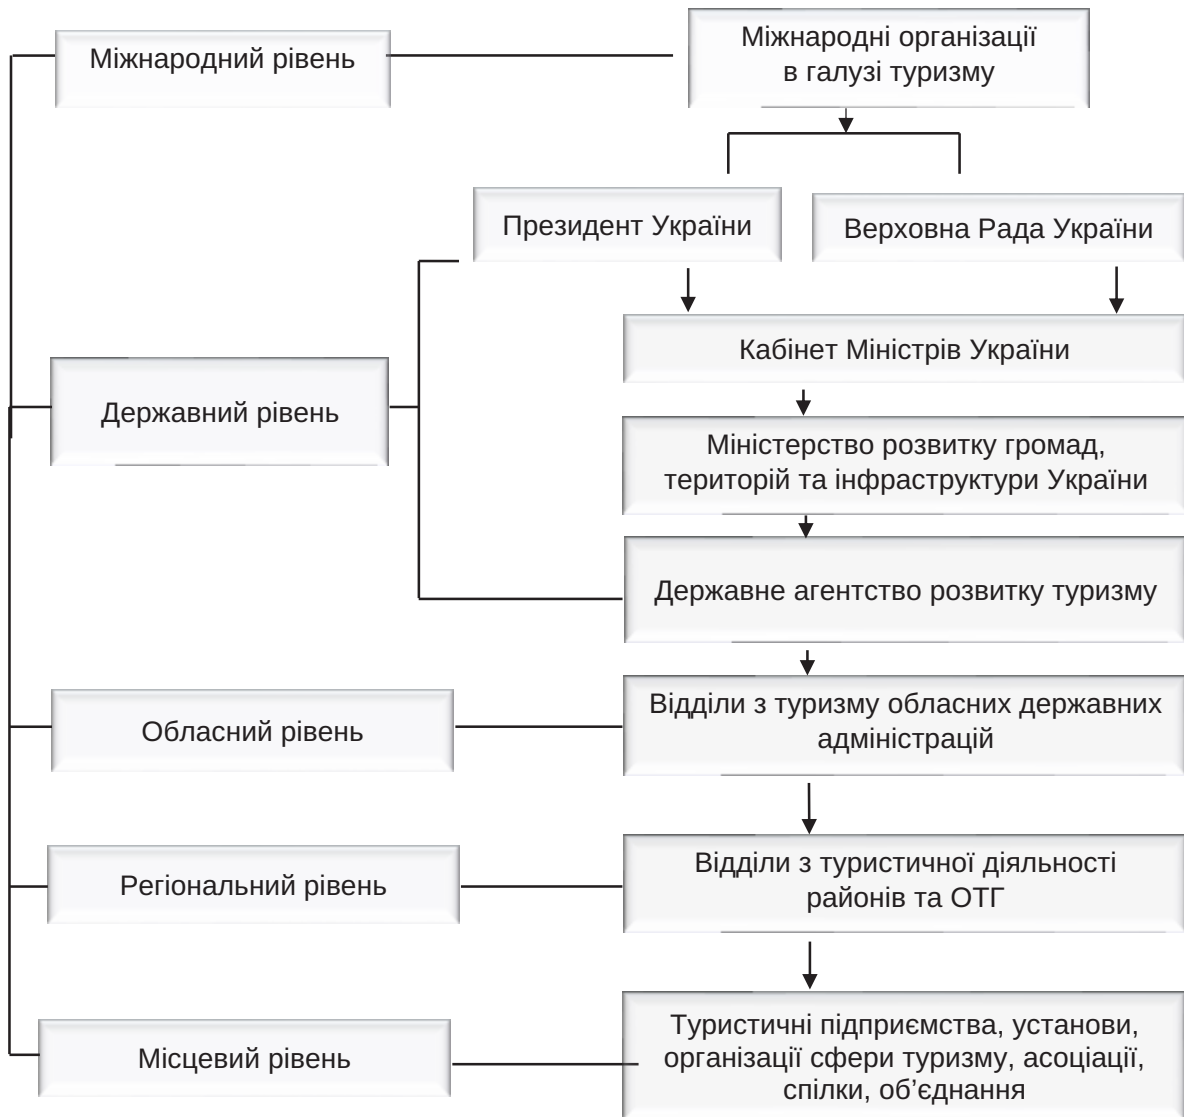 Міжнародний рівень
Міжнародні організації
в галузі туризму
Президент України
Верховна Рада України
Кабінет Міністрів України
Державний рівень
Міністерство розвитку громад,
територій та інфраструктури України
Державне агентство розвитку туризму
Обласний рівень
Відділи з туризму обласних державних
адміністрацій
Регіональний рівень
Відділи з туристичної діяльності
районів та ОТГ
Місцевий рівень
Туристичні підприємства, установи,
організації сфери туризму, асоціації,
спілки, об’єднання